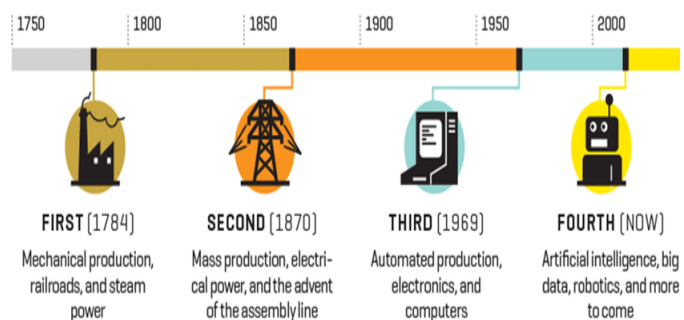 1750
1800
1850
1900
1950
2000
FIRST (1784)
Mechanical production,
railroads, and steam
power
SECOND (1870)
Mass production, electri-
cal power, and the advent
of the assembly line
THIRD (1969)
Automated production,
electronics, and
computers
FOURTH (NOW)
Artificial intelligence, big
data, robotics, and more
to come